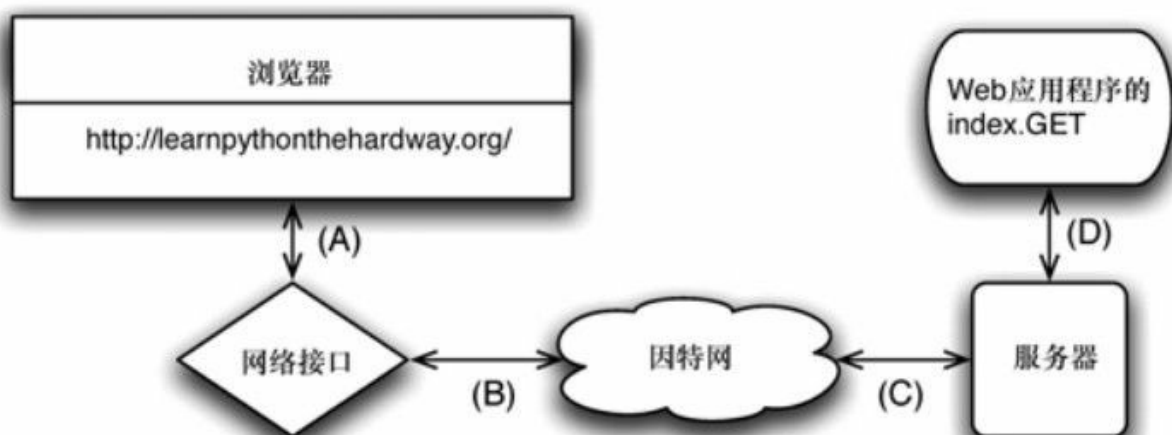 浏览器
http://learnpythonthehardway.org/
Web应用程序的
index.GET
(A)
(D)
网络接口
(B)
因特网
(C)
服务器